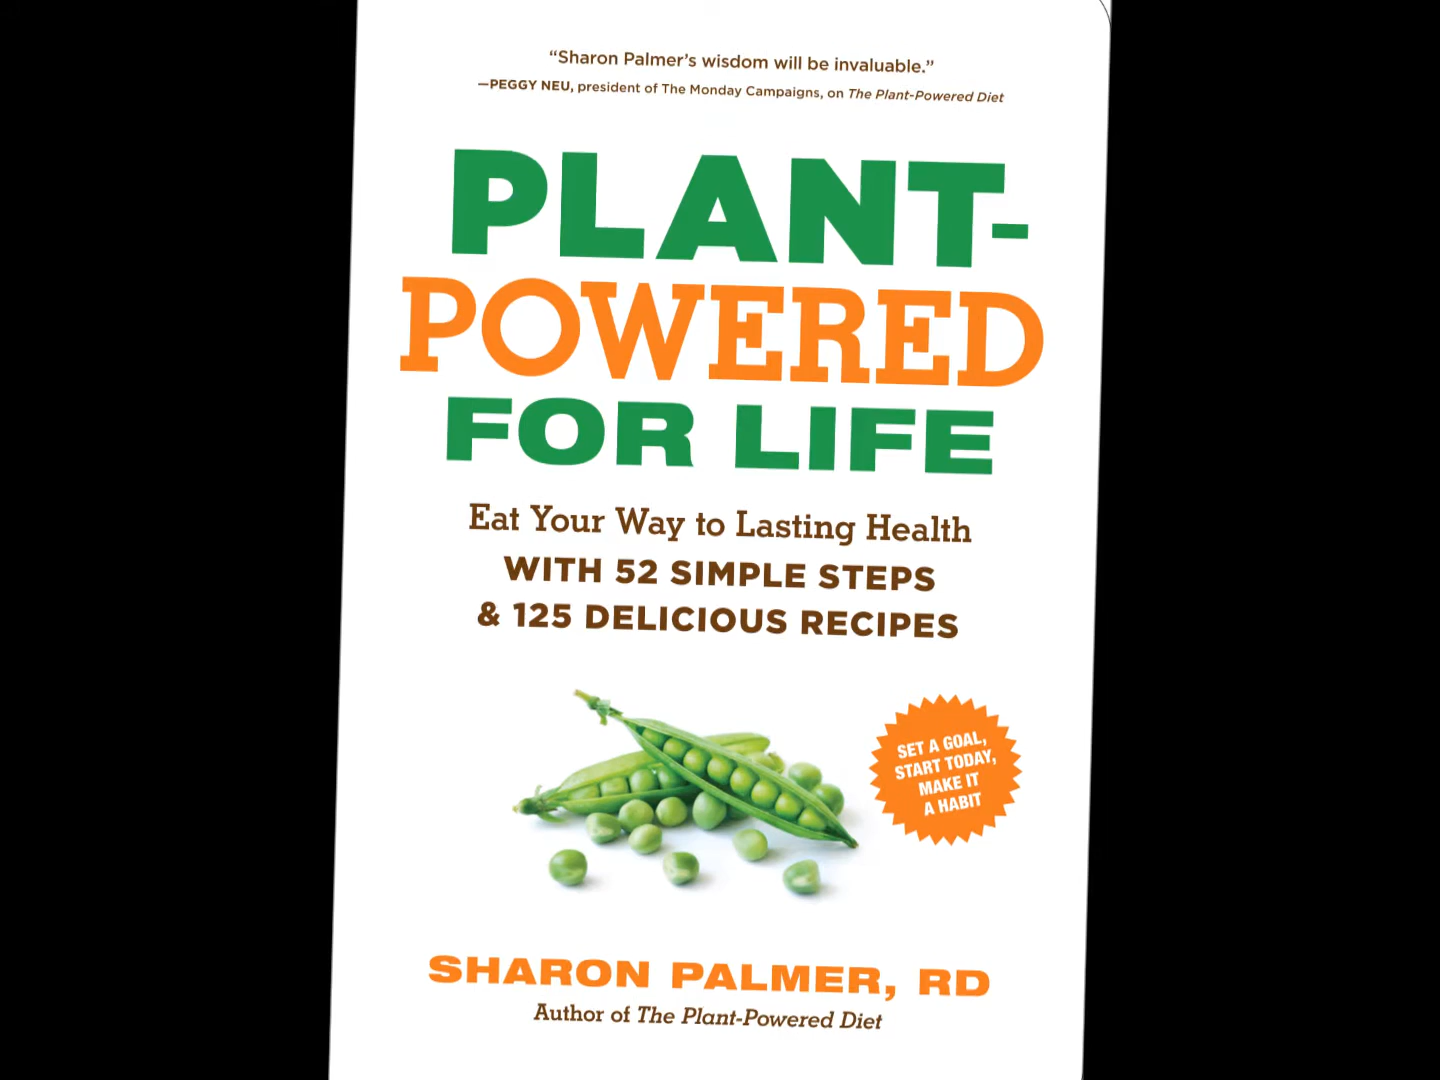 “Sharon Palmer’s wisdom will be invaluable.”
—PEGGY NEU, president of The Monday Campaigns, on The Plant-Powered Diet
PLANT-
POWERED
FOR LIFE
Eat Your Way to Lasting Health
WITH 52 SIMPLE STEPS
& 125 DELICIOUS RECIPES
SET A GOAL,
START TODAY,
MAKE IT
A HABIT
SHARON PALMER, RD
Author of The Plant-Powered Diet